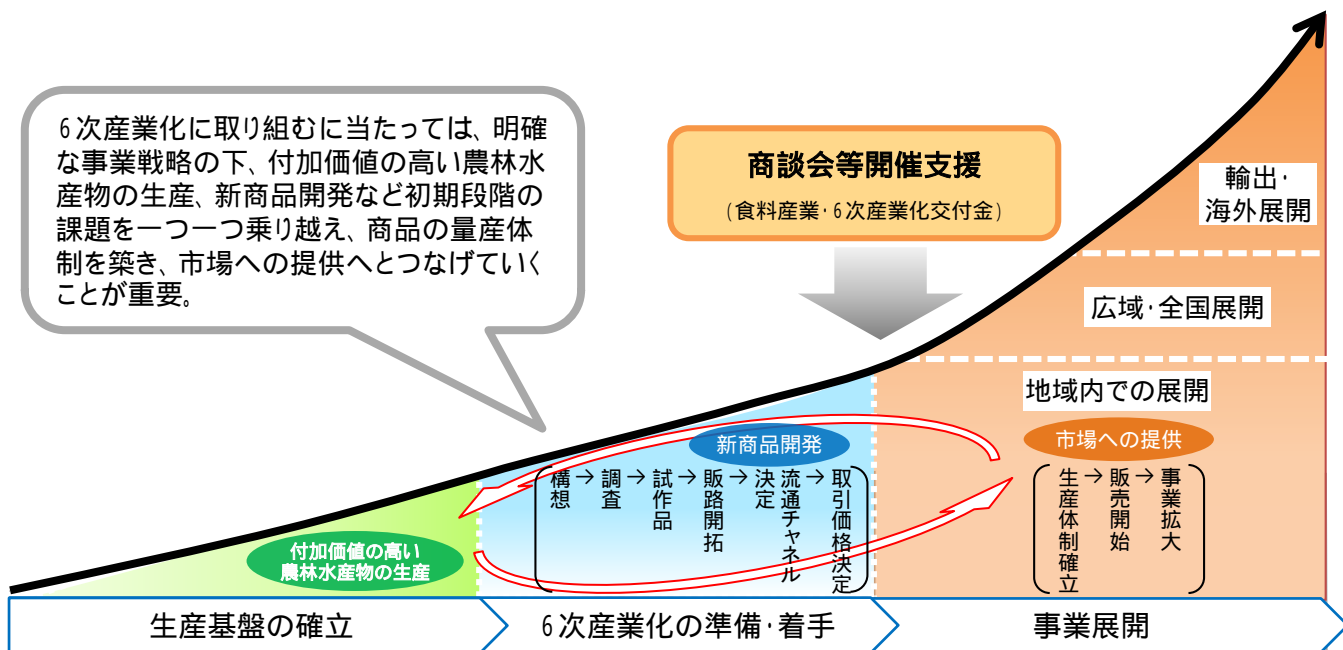 6次産業化に取り組むに当たっては、明確
な事業戦略の下、付加価値の高い農林水
産物の生産、新商品開発など初期段階の
課題を一つ一つ乗り越え、商品の量産体
制を築き、市場への提供へとつなげていく
ことが重要。
商談会等開催支援
(食料産業・6次産業化交付金)
輸出・
海外展開
広域・全国展開
地域内での展開
新商品開発
構想→調査→試作品→販路開拓→流通チャネル決定→取引価格決定
市場への提供
生産体制確立→販売開始→事業拡大
付加価値の高い
農林水産物の生産
生産基盤の確立
6次産業化の準備・着手
事業展開